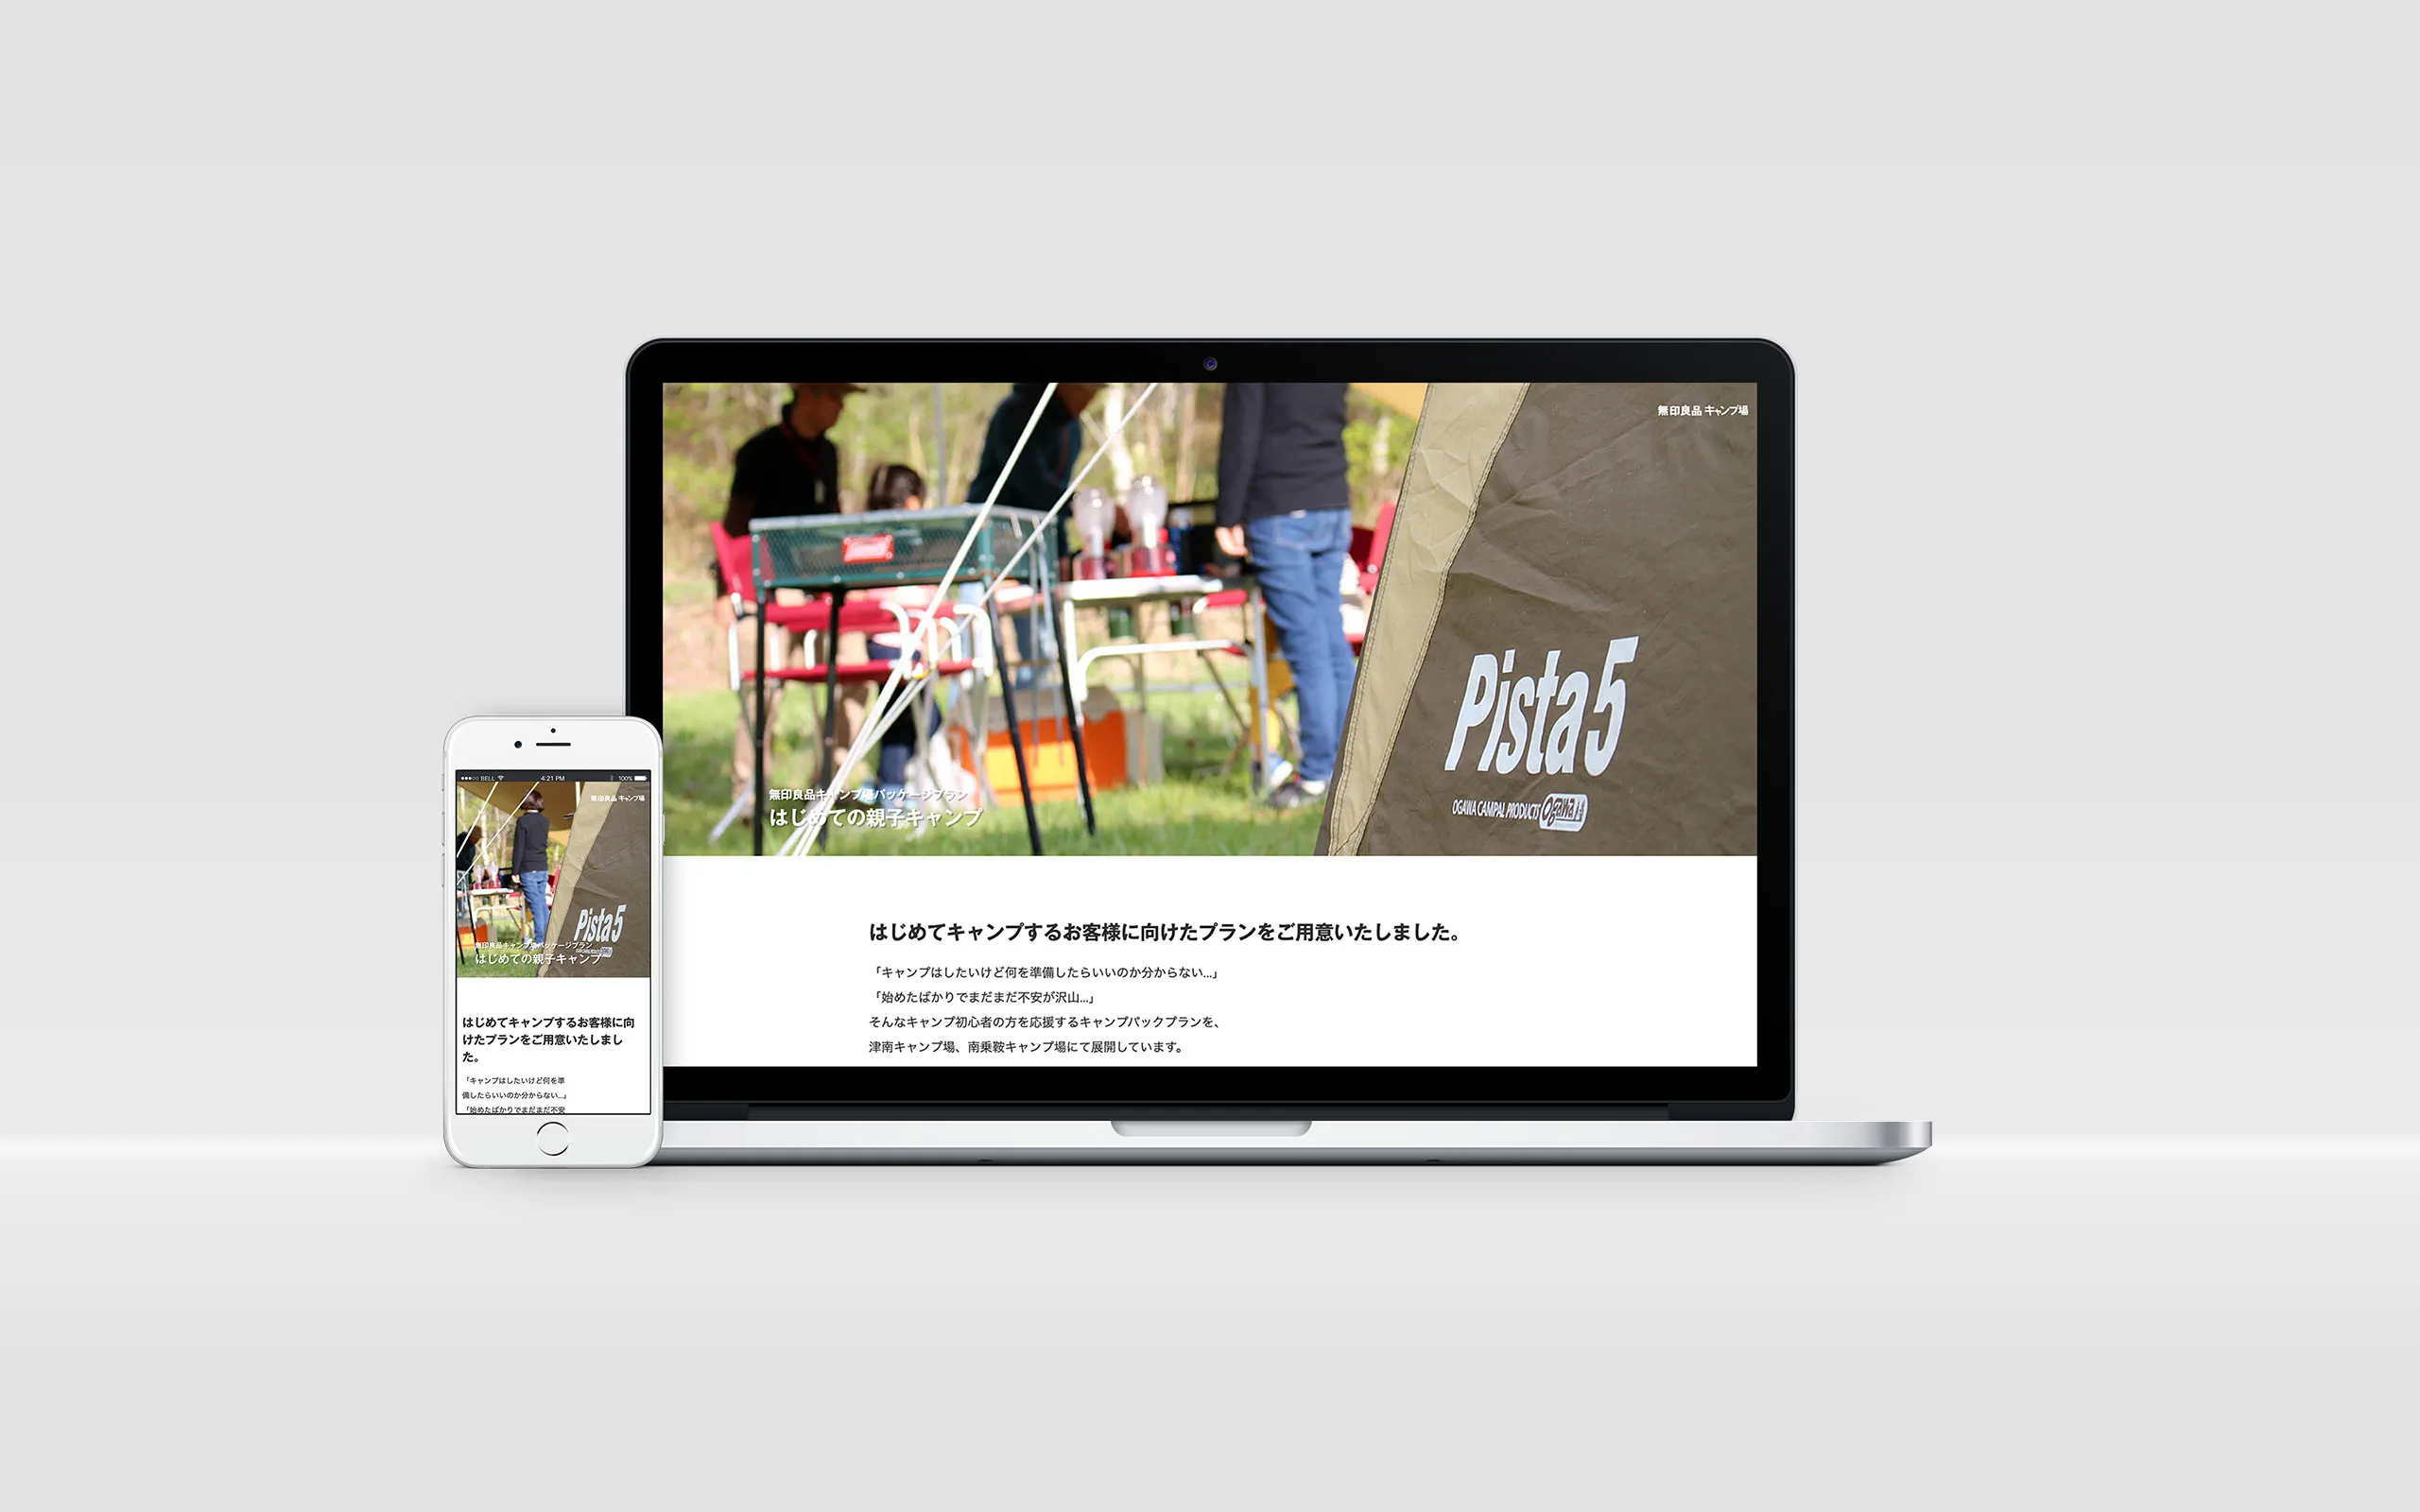 無印良品 キャンプ場
Pista5
OGAWA CAMPAL PRODUCTS ogawa
無印良品キャンプ場パッケージプラン
はじめての親子キャンプ
はじめてキャンプするお客様に向けたプランをご用意いたしました。
「キャンプはしたいけど何を準備したらいいのか分からない...」
「始めたばかりでまだまだ不安が沢山...」
そんなキャンプ初心者の方を応援するキャンプパックプランを、
津南キャンプ場、南乗鞍キャンプ場にて展開しています。
BELL 4:21 PM 100%
無印良品 キャンプ場
Pista5
無印良品キャンプ場パッケージプラン
はじめての親子キャンプ
はじめてキャンプするお客様に向
けたプランをご用意いたしまし
た。
「キャンプはしたいけど何を準
備したらいいのか分からない...」
「始めたばかりでまだまだ不安